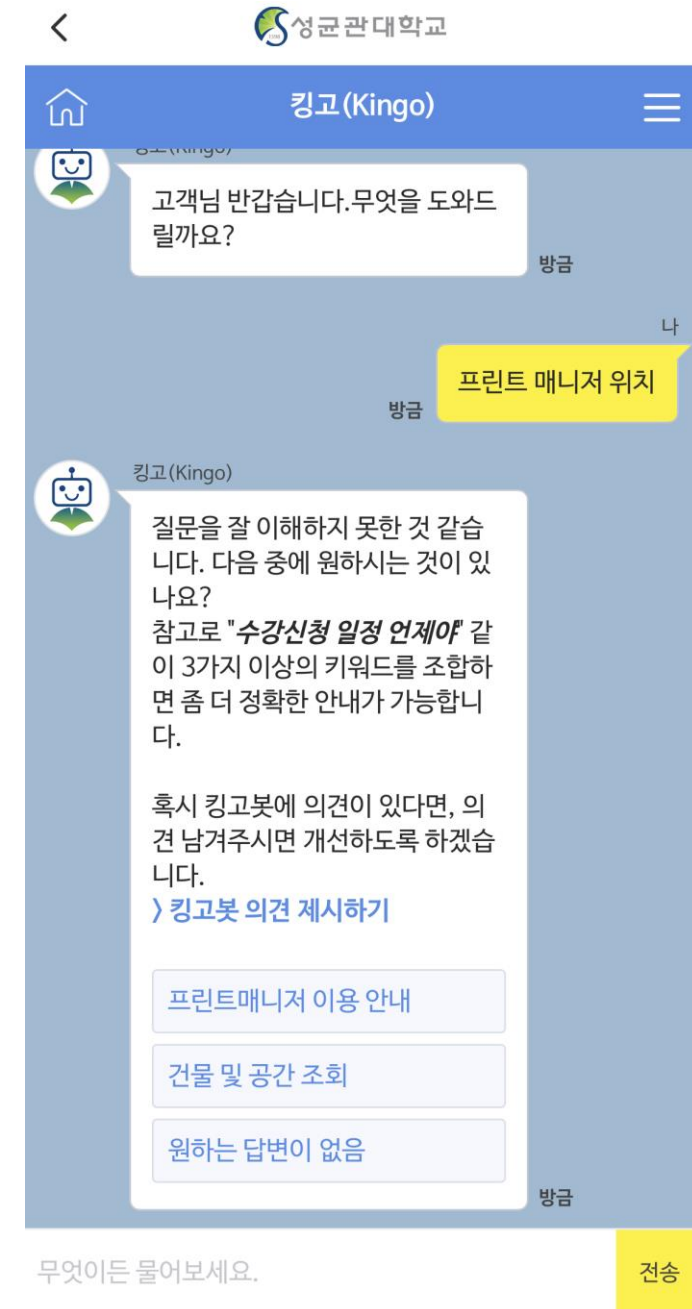 성균관대학교
킹고(Kingo)
킹고(Kingo)
고객님 반갑습니다.무엇을 도와드
릴까요?
방금
나
프린트 매니저 위치
방금
킹고(Kingo)
질문을 잘 이해하지 못한 것 같습
니다. 다음 중에 원하시는 것이 있
나요?
참고로 "수강신청 일정 언제야" 같
이 3가지 이상의 키워드를 조합하
면 좀 더 정확한 안내가 가능합니
다.
혹시 킹고봇에 의견이 있다면, 의
견 남겨주시면 개선하도록 하겠습
니다.
〉킹고봇 의견 제시하기
프린트매니저 이용 안내
건물 및 공간 조회
원하는 답변이 없음
방금
무엇이든 물어보세요.
전송